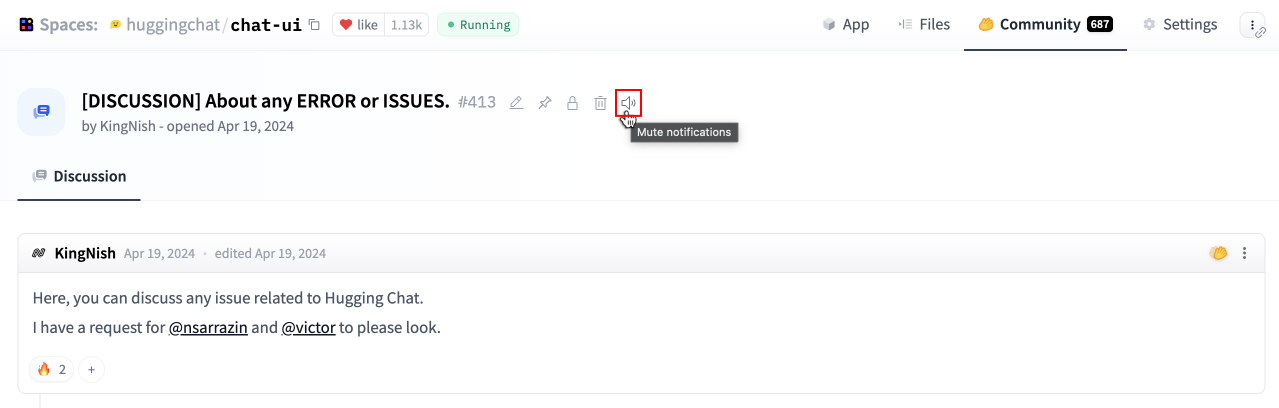 Spaces: huggingchat/chat-ui like 1.13k Running App Files Community 687 Settings
[DISCUSSION] About any ERROR or ISSUES. #413
by KingNish - opened Apr 19, 2024
Mute notifications
Discussion
KingNish Apr 19, 2024 • edited Apr 19, 2024
Here, you can discuss any issue related to Hugging Chat.
I have a request for @nsarrazin and @victor to please look.
2 +